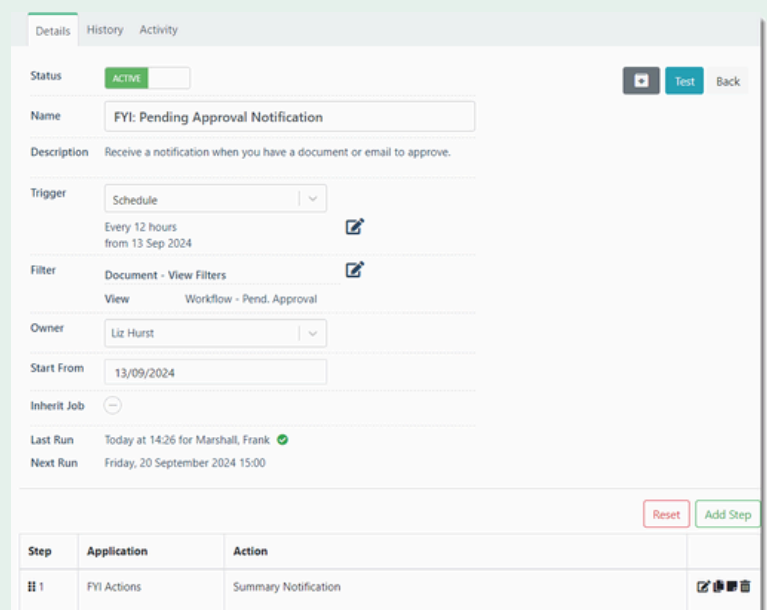 Details History Activity
Status ACTIVE Test Back
Name FYI: Pending Approval Notification
Description Receive a notification when you have a document or email to approve.
Trigger Schedule
Every 12 hours
from 13 Sep 2024
Filter Document - View Filters
View Workflow - Pend. Approval
Owner Liz Hurst
Start From 13/09/2024
Inherit Job
Last Run Today at 14:26 for Marshall, Frank
Next Run Friday, 20 September 2024 15:00
Reset Add Step
Step Application Action
1 FYI Actions Summary Notification